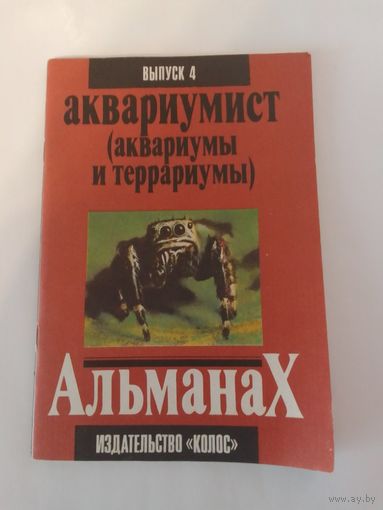 ВЫПУСК 4
аквариумист
(аквариумы
и террариумы)
АльманаХ
ИЗДАТЕЛЬСТВО «КОЛОС»
www.ay.by